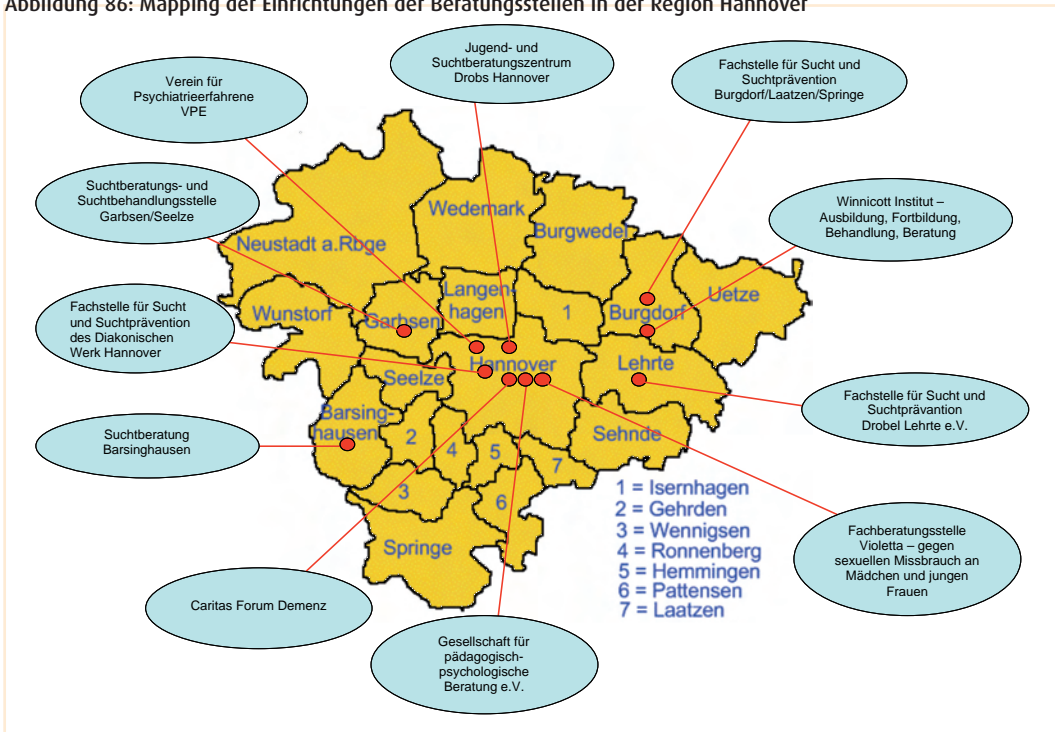 Abbildung 86: Mapping der Einrichtungen der Beratungsstellen in der Region Hannover
Jugend- und
Suchtberatungszentrum
Drobs Hannover
Verein für
Psychiatrieerfahrene
VPE
Fachstelle für Sucht und
Suchtprävention
Burgdorf/Laatzen/Springe
Suchtberatungs- und
Suchtbehandlungsstelle
Garbsen/Seelze
Winnicott Institut –
Ausbildung, Fortbildung,
Behandlung, Beratung
Fachstelle für Sucht
und Suchtprävention
des Diakonischen
Werk Hannover
Suchtberatung
Barsinghausen
Fachstelle für Sucht und
Suchtprävantion
Drobel Lehrte e.V.
Fachberatungsstelle
Violetta – gegen
sexuellen Missbrauch an
Mädchen und jungen
Frauen
Caritas Forum Demenz
Gesellschaft für
pädagogisch-
psychologische
Beratung e.V.
Wedemark
Burgwedel
Neustadt a.Rbge
Langen-
hagen
1
Uetze
Wunstorf
Garbsen
Burgdorf
Hannover
Lehrte
Seelze
Barsing-
hausen
2
4
5
7
Sehnde
3
6
Springe
1 = Isernhagen
2 = Gehrden
3 = Wennigsen
4 = Ronnenberg
5 = Hemmingen
6 = Pattensen
7 = Laatzen